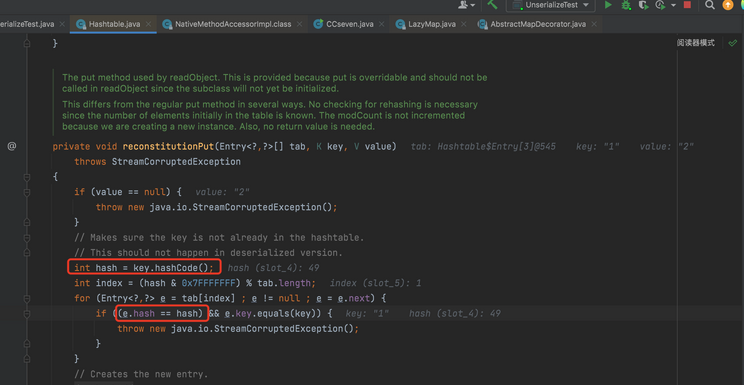 UnserializeTest
erializeTest.java
Hashtable.java
NativeMethodAccessorImpl.class
CCseven.java
LazyMap.java
AbstractMapDecorator.java
}
阅读器模式
The put method used by readObject. This is provided because put is overridable and should not be
called in readObject since the subclass will not yet be initialized.
This differs from the regular put method in several ways. No checking for rehashing is necessary
since the number of elements initially in the table is known. The modCount is not incremented
because we are creating a new instance. Also, no return value is needed.
@ private void reconstitutionPut(Entry<?,?>[] tab, K key, V value) tab: Hashtable$Entry[3]@545 key: "1" value: "2"
throws StreamCorruptedException
{
if (value == null) { value: "2"
throw new java.io.StreamCorruptedException();
}
// Makes sure the key is not already in the hashtable.
// This should not happen in deserialized version.
int hash = key.hashCode(); hash (slot_4): 49
int index = (hash & 0x7FFFFFFF) % tab.length; index (slot_5): 1
for (Entry<?,?> e = tab[index] ; e != null ; e = e.next) {
if ((e.hash == hash) && e.key.equals(key)) { key: "1" hash (slot_4): 49
throw new java.io.StreamCorruptedException();
}
}
// Creates the new entry.